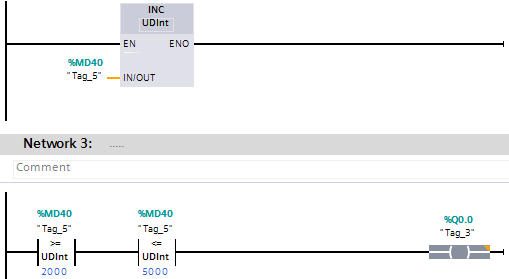 INC
UDInt
EN ENO
%MD40
"Tag_5" IN/OUT
Network 3: .....
Comment
%MD40 %MD40 %Q0.0
"Tag_5" "Tag_5" "Tag_3"
>= <=
UDInt UDInt
2000 5000